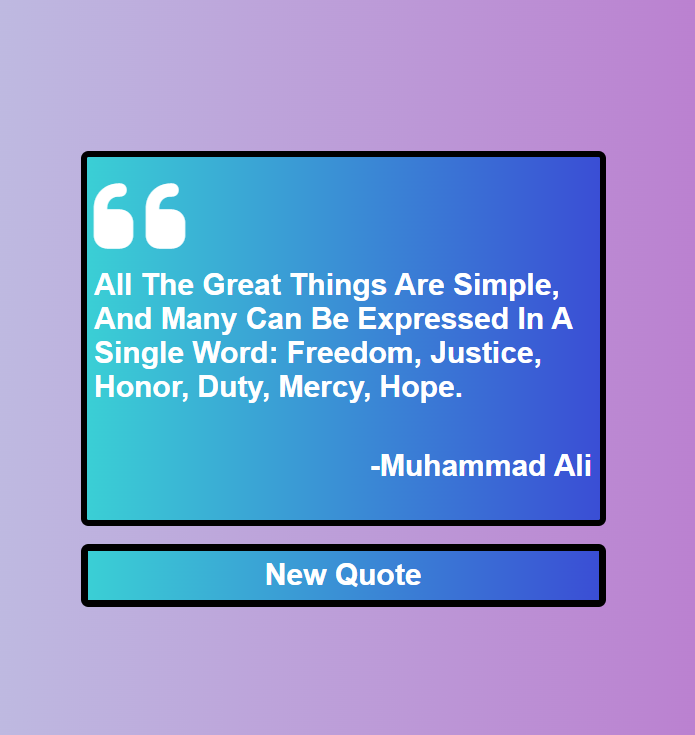 All The Great Things Are Simple,
And Many Can Be Expressed In A
Single Word: Freedom, Justice,
Honor, Duty, Mercy, Hope.
-Muhammad Ali
New Quote